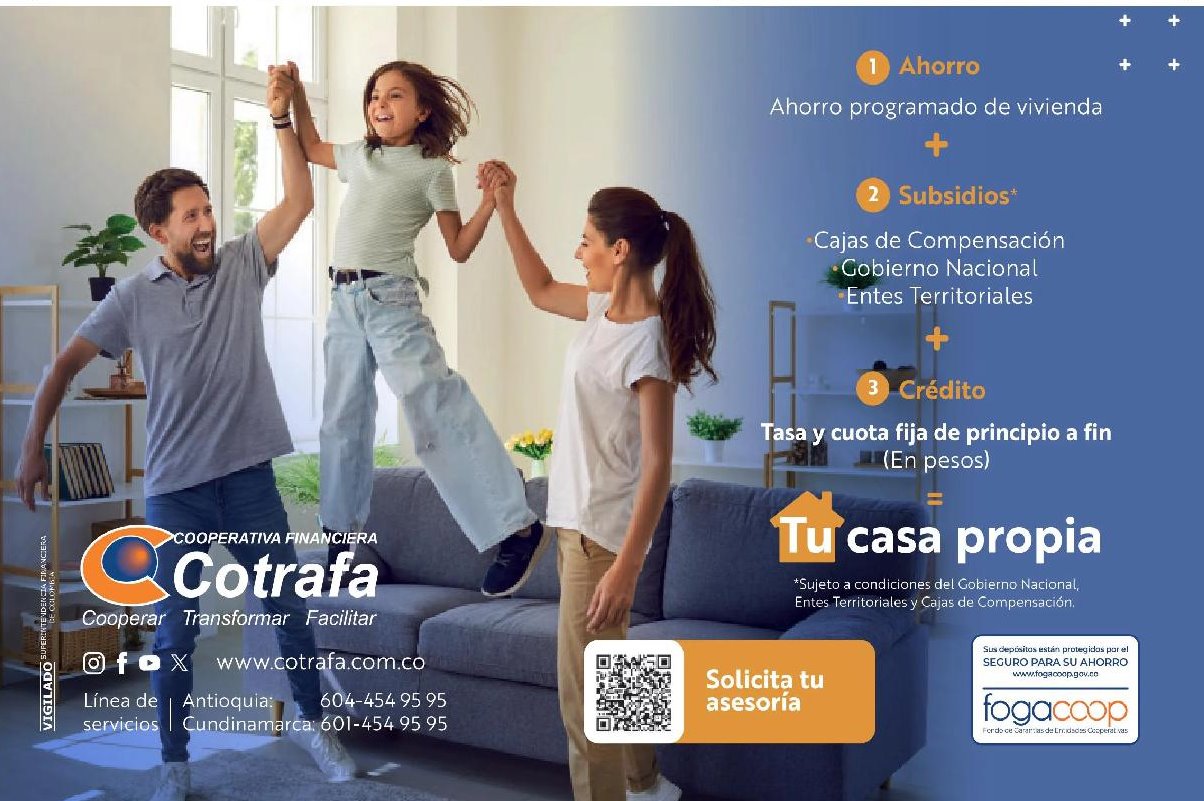 1 Ahorro
Ahorro programado de vivienda
+
2 Subsidios*
•Cajas de Compensación
•Gobierno Nacional
•Entes Territoriales
+
3 Crédito
Tasa y cuota fija de principio a fin
(En pesos)
=
Tu casa propia
*Sujeto a condiciones del Gobierno Nacional,
Entes Territoriales y Cajas de Compensación.
COOPERATIVA FINANCIERA
Cotrafa
Cooperar Transformar Facilitar
www.cotrafa.com.co
Línea de servicios
Antioquia: 604-454 95 95
Cundinamarca: 601-454 95 95
VIGILADO SUPERINTENDENCIA FINANCIERA
DE COLOMBIA
Solicita tu
asesoría
Sus depósitos están protegidos por el
SEGURO PARA SU AHORRO
www.fogacoop.gov.co
fogacoop
Fondo de Garantías de Entidades Cooperativas